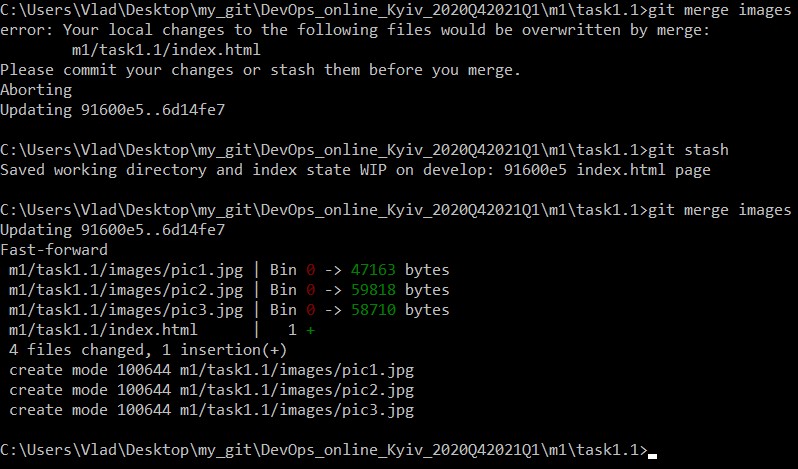 C:\Users\Vlad\Desktop\my_git\DevOps_online_Kyiv_2020Q42021Q1\m1\task1.1>git merge images
error: Your local changes to the following files would be overwritten by merge:
        m1/task1.1/index.html
Please commit your changes or stash them before you merge.
Aborting
Updating 91600e5..6d14fe7
C:\Users\Vlad\Desktop\my_git\DevOps_online_Kyiv_2020Q42021Q1\m1\task1.1>git stash
Saved working directory and index state WIP on develop: 91600e5 index.html page
C:\Users\Vlad\Desktop\my_git\DevOps_online_Kyiv_2020Q42021Q1\m1\task1.1>git merge images
Updating 91600e5..6d14fe7
Fast-forward
 m1/task1.1/images/pic1.jpg | Bin 0 -> 47163 bytes
 m1/task1.1/images/pic2.jpg | Bin 0 -> 59818 bytes
 m1/task1.1/images/pic3.jpg | Bin 0 -> 58710 bytes
 m1/task1.1/index.html      |   1 +
 4 files changed, 1 insertion(+)
 create mode 100644 m1/task1.1/images/pic1.jpg
 create mode 100644 m1/task1.1/images/pic2.jpg
 create mode 100644 m1/task1.1/images/pic3.jpg
C:\Users\Vlad\Desktop\my_git\DevOps_online_Kyiv_2020Q42021Q1\m1\task1.1>